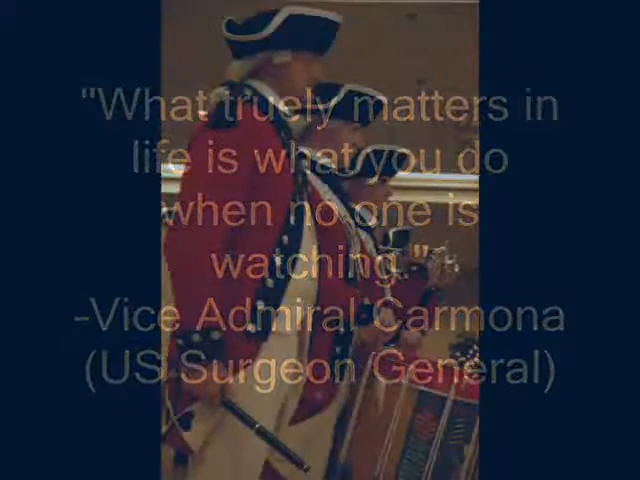 "What truely matters in
life is what you do
when no one is
watching."
-Vice Admiral Carmona
(US Surgeon General)